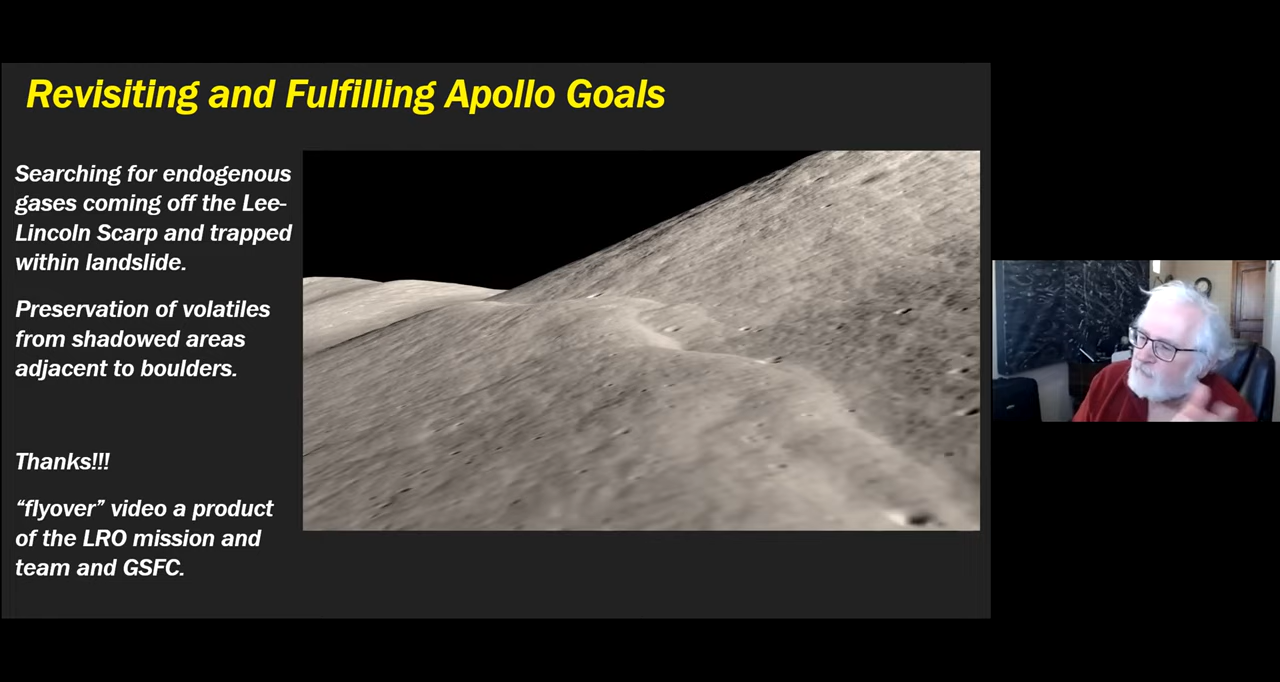 Revisiting and Fulfilling Apollo Goals
Searching for endogenous
gases coming off the Lee-
Lincoln Scarp and trapped
within landslide.
Preservation of volatiles
from shadowed areas
adjacent to boulders.
Thanks!!!
“flyover” video a product
of the LRO mission and
team and GSFC.